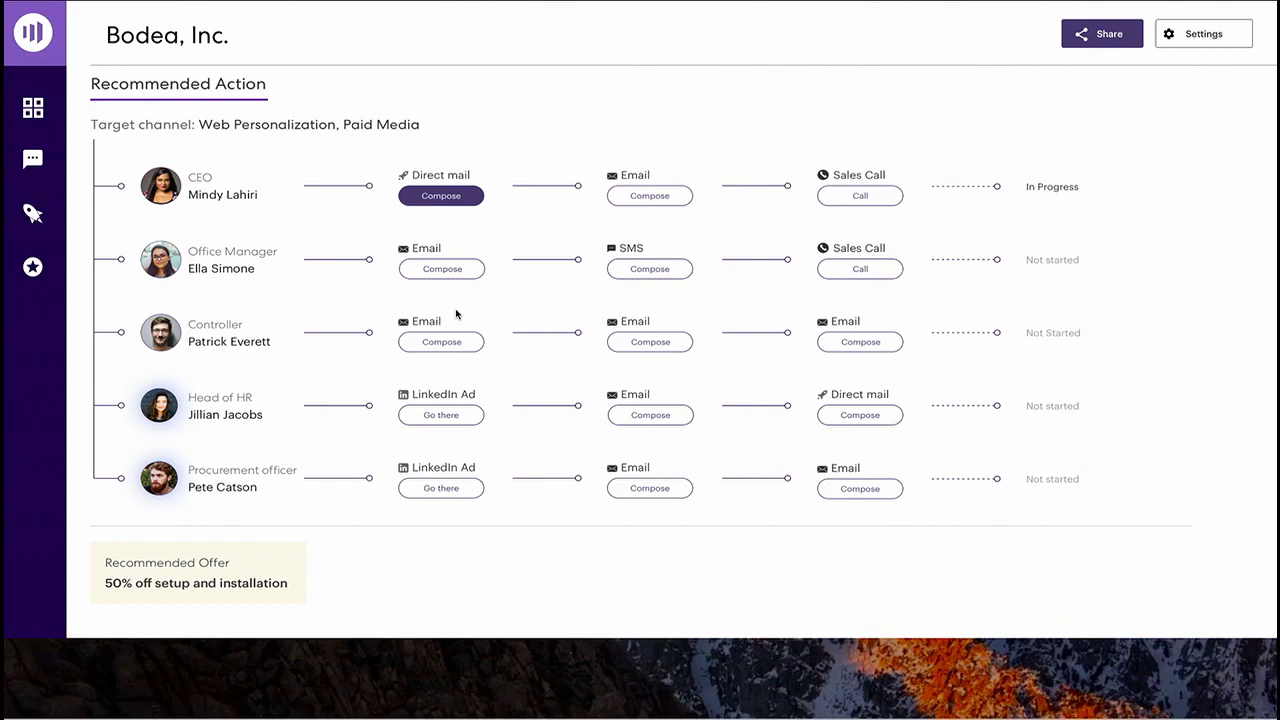 Bodea, Inc.
Share
Settings
Recommended Action
Target channel: Web Personalization, Paid Media
CEO
Mindy Lahiri
Direct mail
Compose
Email
Compose
Sales Call
Call
In Progress
Office Manager
Ella Simone
Email
Compose
SMS
Compose
Sales Call
Call
Not started
Controller
Patrick Everett
Email
Compose
Email
Compose
Email
Compose
Not Started
Head of HR
Jillian Jacobs
LinkedIn Ad
Go there
Email
Compose
Direct mail
Compose
Not started
Procurement officer
Pete Catson
LinkedIn Ad
Go there
Email
Compose
Email
Compose
Not started
Recommended Offer
50% off setup and installation